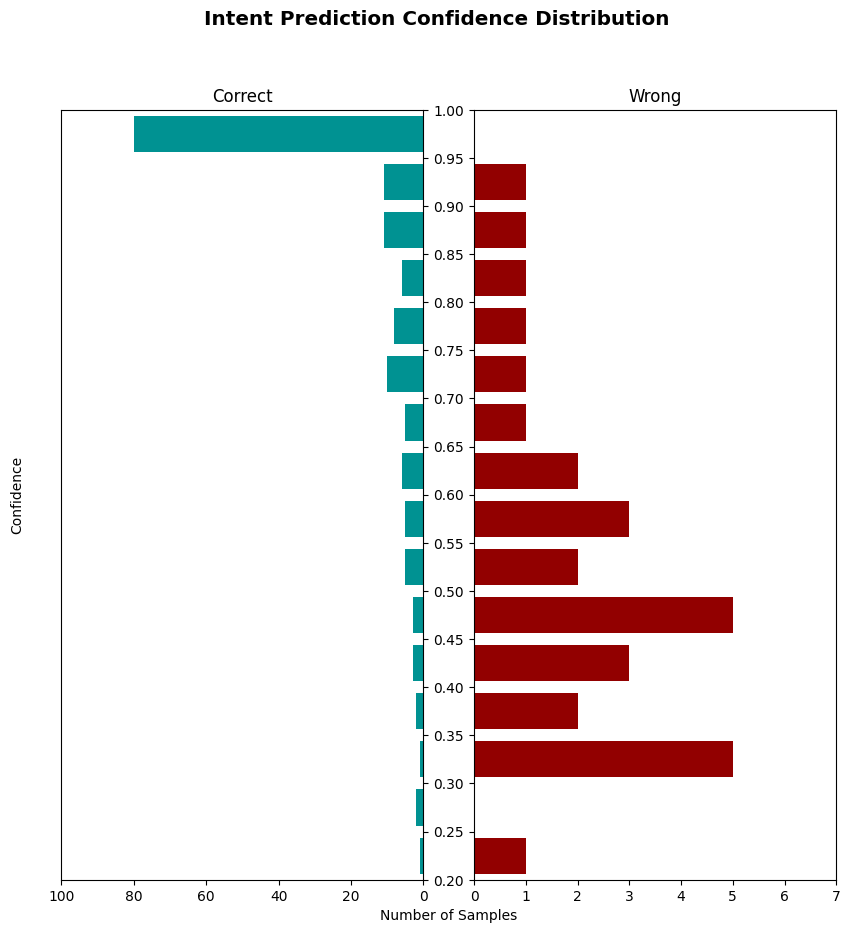 Intent Prediction Confidence Distribution
Correct
Wrong
1.00
0.95
0.90
0.85
0.80
0.75
0.70
0.65
0.60
0.55
0.50
0.45
0.40
0.35
0.30
0.25
0.20
Confidence
100 80 60 40 20 0
0 1 2 3 4 5 6 7
Number of Samples